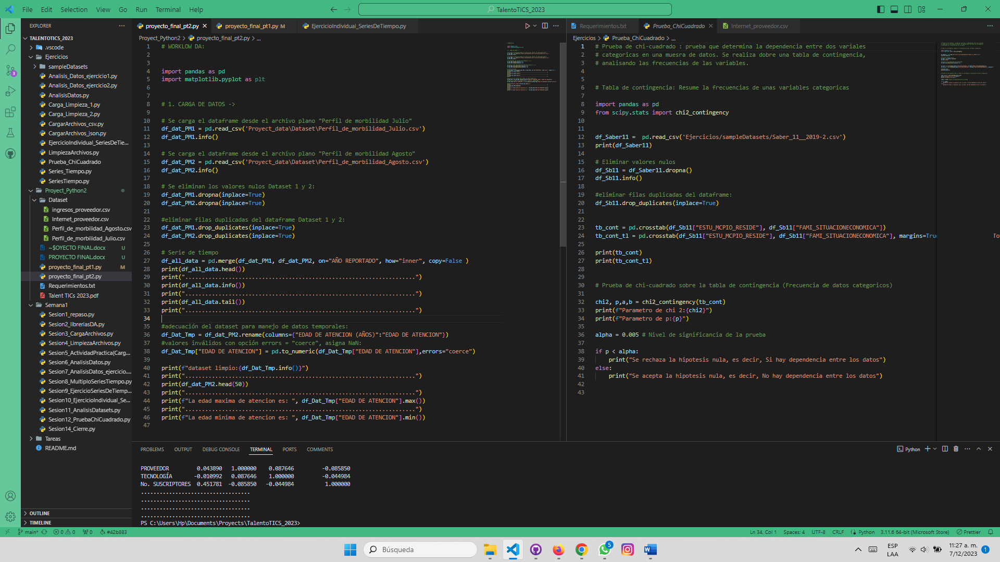 File Edit Selection View Go Run Terminal Help
TalentoTICS_2023
EXPLORER
TALENTOTICS_2023
.vscode
Ejercicios
sampleDatasets
Analisis_Datos_ejercicio1.py
Analisis_Datos_ejercicio2.py
AnalisisDatos.py
Carga_Limpieza_1.py
Carga_Limpieza_2.py
CargarArchivos_csv.py
CargarArchivos_json.py
EjercicioIndividual_SeriesDeTie...
LimpiezaArchivos.py
Prueba_ChiCuadrado
Series_Tiempo.py
SeriesTiempo.py
Proyect_Python2
Dataset
ingresos_proveedor.csv
Internet_proveedor.csv
Perfil_de_morbilidad_Agosto.csv
Perfil_de_morbilidad_Julio.csv
~$OYECTO FINAL.docx U
PROYECTO FINAL.docx U
proyecto_final_pt1.py M
proyecto_final_pt2.py
Requerimientos.txt
Talent TICs 2023.pdf
Semana1
Sesion1_repaso.py
Sesion2_libreriasDA.py
Sesion3_CargaArchivos.py
Sesion4_LimpiezaArchivos.py
Sesion5_ActividadPractica(Carg...
Sesion6_AnalisisDatos.py
Sesion7_AnalisisDatos_ejercicio....
Sesion8_MultiploSeriesTiempo.py
Sesion9_EjercicioSeriesDeTiemp...
Sesion10_EjercicioIndividual_Se...
Sesion11_AnalisisDatasets.py
Sesion12_PruebaChiCuadrado.py
Sesion14_Cierre.py
Tareas
README.md
OUTLINE
TIMELINE
3
proyecto_final_pt2.py proyecto_final_pt1.py M EjercicioIndividual_SeriesDeTiempo.py
Proyect_Python2 > proyecto_final_pt2.py > ...
1 # WORKLOW DA:
2
3
4 import pandas as pd
5 import matplotlib.pyplot as plt
6
7
8 # 1. CARGA DE DATOS ->
9
10 # Se carga el dataframe desde el archivo plano "Perfil de morbilidad Julio"
11 df_dat_PM1 = pd.read_csv('Proyect_data\Dataset\Perfil_de_morbilidad_Julio.csv')
12 df_dat_PM1.info()
13
14 # Se carga el dataframe desde el archivo plano "Perfil de morbilidad Agosto"
15 df_dat_PM2 = pd.read_csv('Proyect_data\Dataset\Perfil_de_morbilidad_Agosto.csv')
16 df_dat_PM2.info()
17
18 # Se eliminan los valores nulos Dataset 1 y 2:
19 df_dat_PM1.dropna(inplace=True)
20 df_dat_PM2.dropna(inplace=True)
21
22 #eliminar filas duplicadas del dataframe Dataset 1 y 2:
23 df_dat_PM1.drop_duplicates(inplace=True)
24 df_dat_PM2.drop_duplicates(inplace=True)
25
26 # Serie de tiempo
27 df_all_data = pd.merge(df_dat_PM1, df_dat_PM2, on="AÑO REPORTADO", how="inner", copy=False )
28 print(df_all_data.head())
29 print("....................................................................")
30 print(df_all_data.info())
31 print("....................................................................")
32 print(df_all_data.tail())
33 print("....................................................................")
34
35 #adecuación del dataset para manejo de datos temporales:
36 df_Dat_Tmp = df_dat_PM2.rename(columns={"EDAD DE ATENCION (AÑOS)":"EDAD DE ATENCION"})
37 #valores inválidos con opción errors = "coerce", asigna NaN:
38 df_Dat_Tmp["EDAD DE ATENCION"] = pd.to_numeric(df_Dat_Tmp["EDAD DE ATENCION"],errors="coerce")
39
40 print(f"dataset limpio:{df_Dat_Tmp.info()}")
41 print("....................................................................")
42 print(df_dat_PM2.head(50))
43 print("....................................................................")
44 print(f"La edad maxima de atencion es: ", df_Dat_Tmp["EDAD DE ATENCION"].max())
45 print("....................................................................")
46 print(f"La edad minima de atencion es: ", df_Dat_Tmp["EDAD DE ATENCION"].min())
47
Requerimientos.txt Prueba_ChiCuadrado Internet_proveedor.csv
Ejercicios > Prueba_ChiCuadrado > ...
1 # Prueba de chi-cuadrado : prueba que determina la dependencia entre dos variales
2 # categoricas en una muesra de datos. Se realiza dobre una tabla de contingencia,
3 # analisando las frecuencias de las variables.
4
5
6 # Tabla de contingencia: Resume la frecuencias de unas variables categoricas
7
8 import pandas as pd
9 from scipy.stats import chi2_contingency
10
11
12 df_Saber11 = pd.read_csv('Ejercicios/sampleDatasets/Saber_11__2019-2.csv')
13 print(df_Saber11)
14
15 # Eliminar valores nulos
16 df_Sb11 = df_Saber11.dropna()
17 df_Sb11.info()
18
19 #eliminar filas duplicadas del dataframe:
20 df_Sb11.drop_duplicates(inplace=True)
21
22
23 tb_cont = pd.crosstab(df_Sb11["ESTU_MCPIO_RESIDE"], df_Sb11["FAMI_SITUACIONECONOMICA"])
24 tb_cont_tl = pd.crosstab(df_Sb11["ESTU_MCPIO_RESIDE"], df_Sb11["FAMI_SITUACIONECONOMICA"], margins=Tru To
25
26 print(tb_cont)
27 print(tb_cont_tl)
28
29
30 # Prueba de chi-cuadrado sobre la tabla de contingencia (Frecuencia de datos categoricos)
31
32 chi2, p,a,b = chi2_contingency(tb_cont)
33 print(f"Parametro de chi 2:{chi2}")
34 print(f"Parametro de p:{p}")
35
36 alpha = 0.005 # Nivel de significancia de la prueba
37
38 if p < alpha:
39 print("Se rechaza la hipotesis nula, es decir, Si hay dependencia entre los datos")
40 else:
41 print("Se acepta la hipotesis nula, es decir, No hay dependencia entre los datos")
42
43
PROBLEMS OUTPUT DEBUG CONSOLE TERMINAL PORTS COMMENTS
Python
PROVEEDOR 0.043890 1.000000 0.087646 -0.085850
TECNOLOGÍA -0.010992 0.087646 1.000000 -0.044984
No. SUSCRIPTORES 0.451781 -0.085850 -0.044984 1.000000
...................................
...................................
...................................
...................................
PS C:\Users\Hp\Documents\Proyects\TalentoTICS_2023>
main* 0 0 0 #42b883
Ln 34, Col 1 Spaces: 4 UTF-8 CRLF Python 3.11.6 64-bit (Microsoft Store) Prettier
Búsqueda
5
ESP
LAA
11:27 a. m.
7/12/2023
1